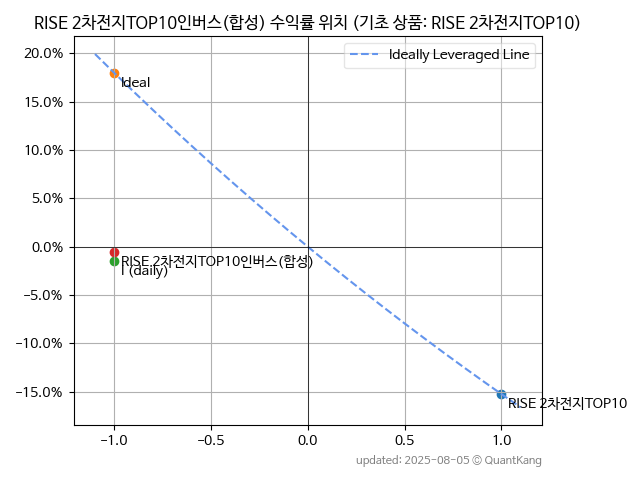 RISE 2차전지TOP10인버스(합성) 수익률 위치 (기초 상품: RISE 2차전지TOP10)
Ideally Leveraged Line
20.0%
Ideal
15.0%
10.0%
5.0%
0.0%
RISE 2차전지TOP10인버스(합성)
(daily)
−5.0%
−10.0%
−15.0%
RISE 2차전지TOP10
−1.0
−0.5
0.0
0.5
1.0
updated: 2025-08-05 © QuantKang